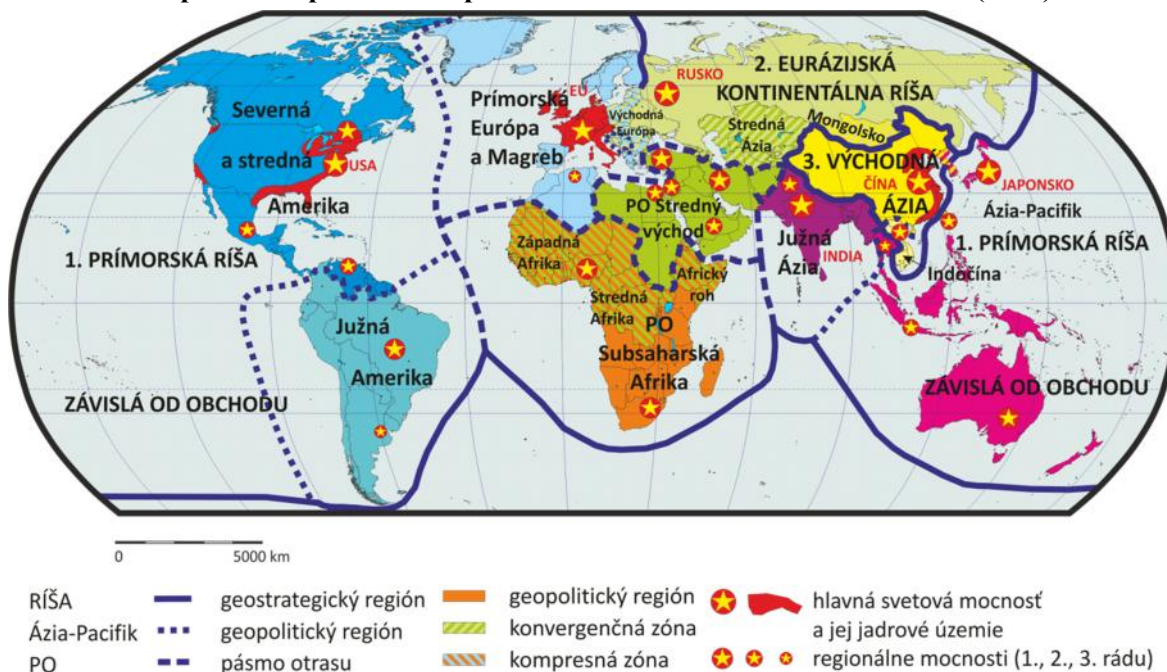 Severná
a stredná
Amerika
USA
1. PRÍMORSKÁ RÍŠA
Južná
Amerika
ZÁVISLÁ OD OBCHODU
Prímorská
Európa
a Magreb
EU
Východná
Európa
RUSKO
2. EURÁZIJSKÁ
KONTINENTÁLNA RÍŠA
Stredná
Ázia
Mongolsko
3. VÝCHODNÁ
ČÍNA
ÁZIA
JAPONSKO
Ázia-Pacifik
1. PRÍMORSKÁ RÍŠA
Indočína
PO Stredný
východ
Južná
Ázia
INDIA
Západná
Afrika
Africký
roh
Stredná
Afrika
PO
Subsaharská
Afrika
ZÁVISLÁ OD OBCHODU
0 5000 km
RÍŠA geostrategický región
Ázia-Pacifik geopolitický región
PO pásmo otrasu
geopolitický región
konvergenčná zóna
kompresná zóna
hlavná svetová mocnosť
a jej jadrové územie
regionálne mocnosti (1., 2., 3. rádu)